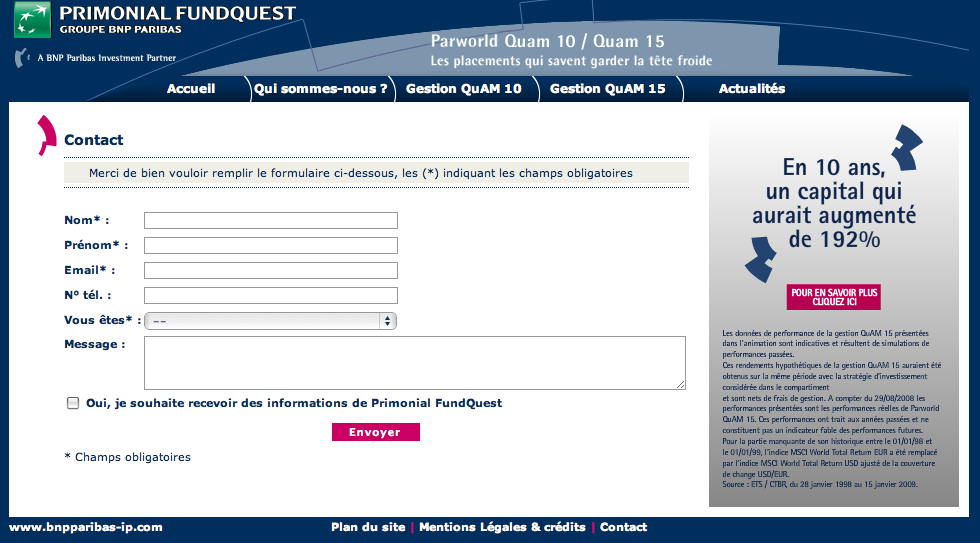 PRIMONIAL FUNDQUEST
GROUPE BNP PARIBAS
A BNP Paribas Investment Partner
Parworld Quam 10 / Quam 15
Les placements qui savent garder la tête froide
Accueil
Qui sommes-nous ?
Gestion QuAM 10
Gestion QuAM 15
Actualités
Contact
Merci de bien vouloir remplir le formulaire ci-dessous, les (*) indiquant les champs obligatoires
Nom* :
Prénom* :
Email* :
N° tél. :
Vous êtes* :
--
Message :
Oui, je souhaite recevoir des informations de Primonial FundQuest
Envoyer
* Champs obligatoires
En 10 ans,
un capital qui
aurait augmenté
de 192%
POUR EN SAVOIR PLUS
CLIQUEZ ICI
Les données de performance de la gestion QuAM 15 présentées
dans l'animation sont indicatives et résultent de simulations de
performances passées.
Ces rendements hypothétiques de la gestion QuAM 15 auraient été
obtenus sur la même période avec la stratégie d'investissement
considérée dans le compartiment
et sont nets de frais de gestion. A compter du 29/08/2008 les
performances présentées sont les performances réelles de Parworld
QuAM 15. Ces performances ont trait aux années passées et ne
constituent pas un indicateur fiable des performances futures.
Pour la partie manquante de son historique entre le 01/01/98 et
le 01/01/99, l'indice MSCI World Total Return EUR a été remplacé
par l'indice MSCI World Total Return USD ajusté de la couverture
de change USD/EUR.
Source : ETS / CTBR, du 28 janvier 1998 au 15 janvier 2009.
www.bnpparibas-ip.com
Plan du site | Mentions Légales & crédits | Contact